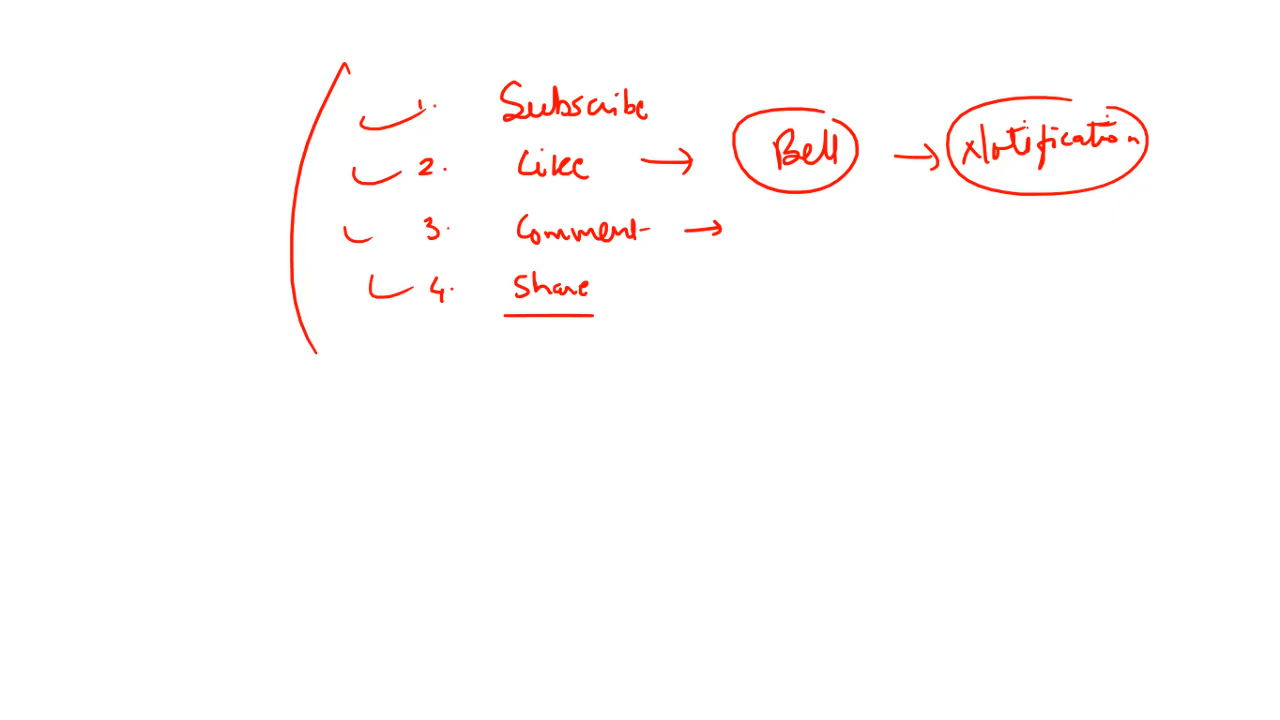 1. Subscribe
2. Like → Bell → Notification
3. Comment →
4. Share